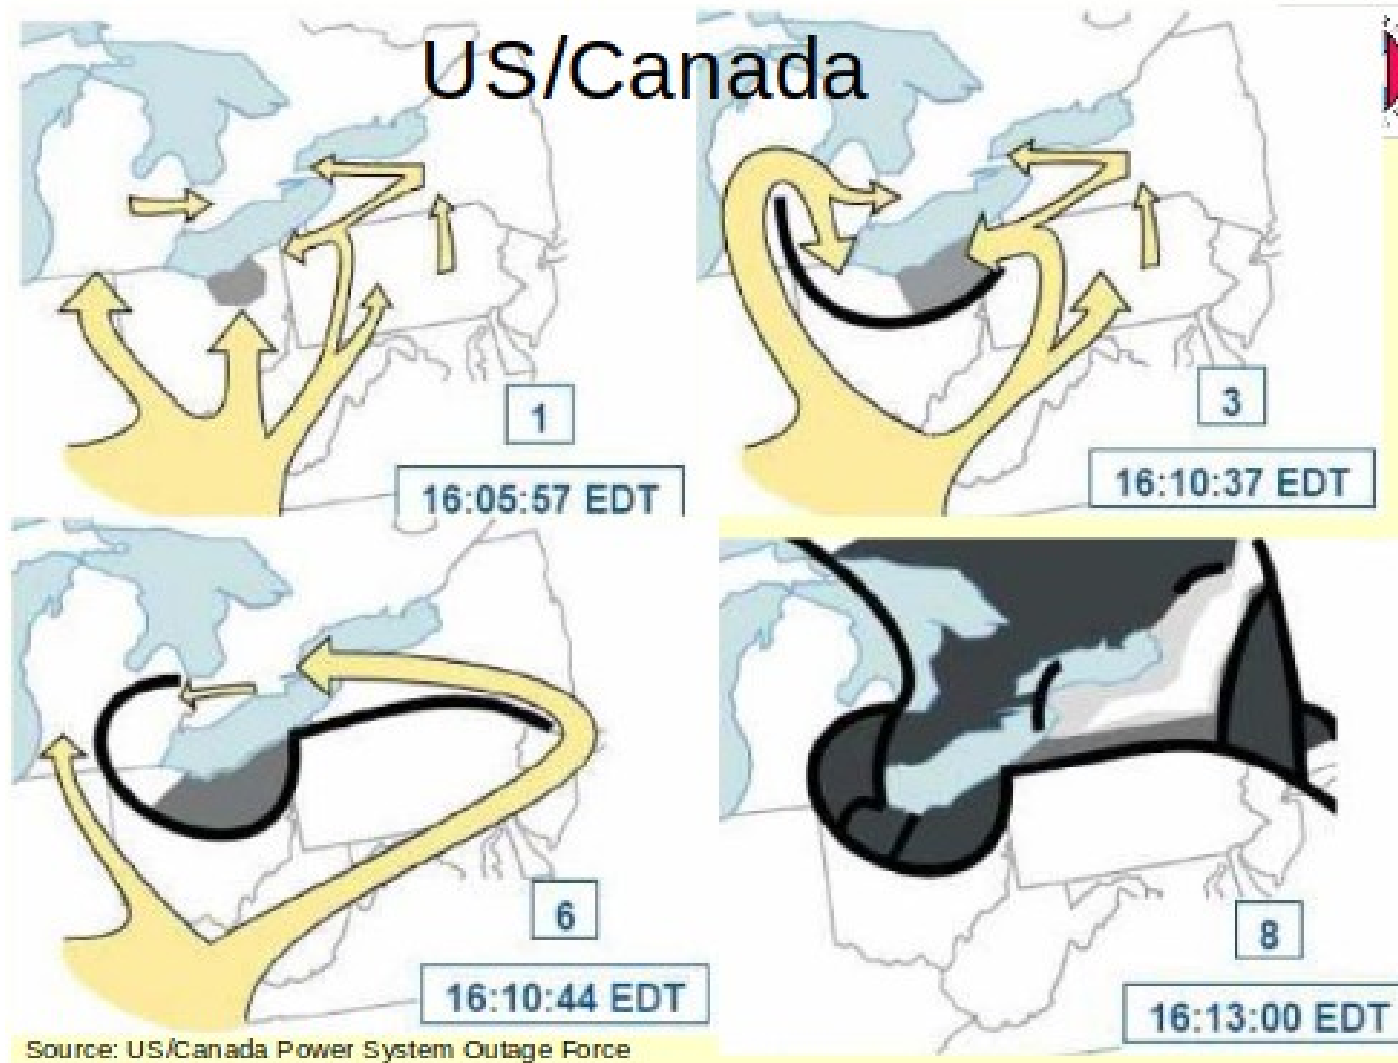 US/Canada
1
16:05:57 EDT
3
16:10:37 EDT
6
16:10:44 EDT
8
16:13:00 EDT
Source: US/Canada Power System Outage Force